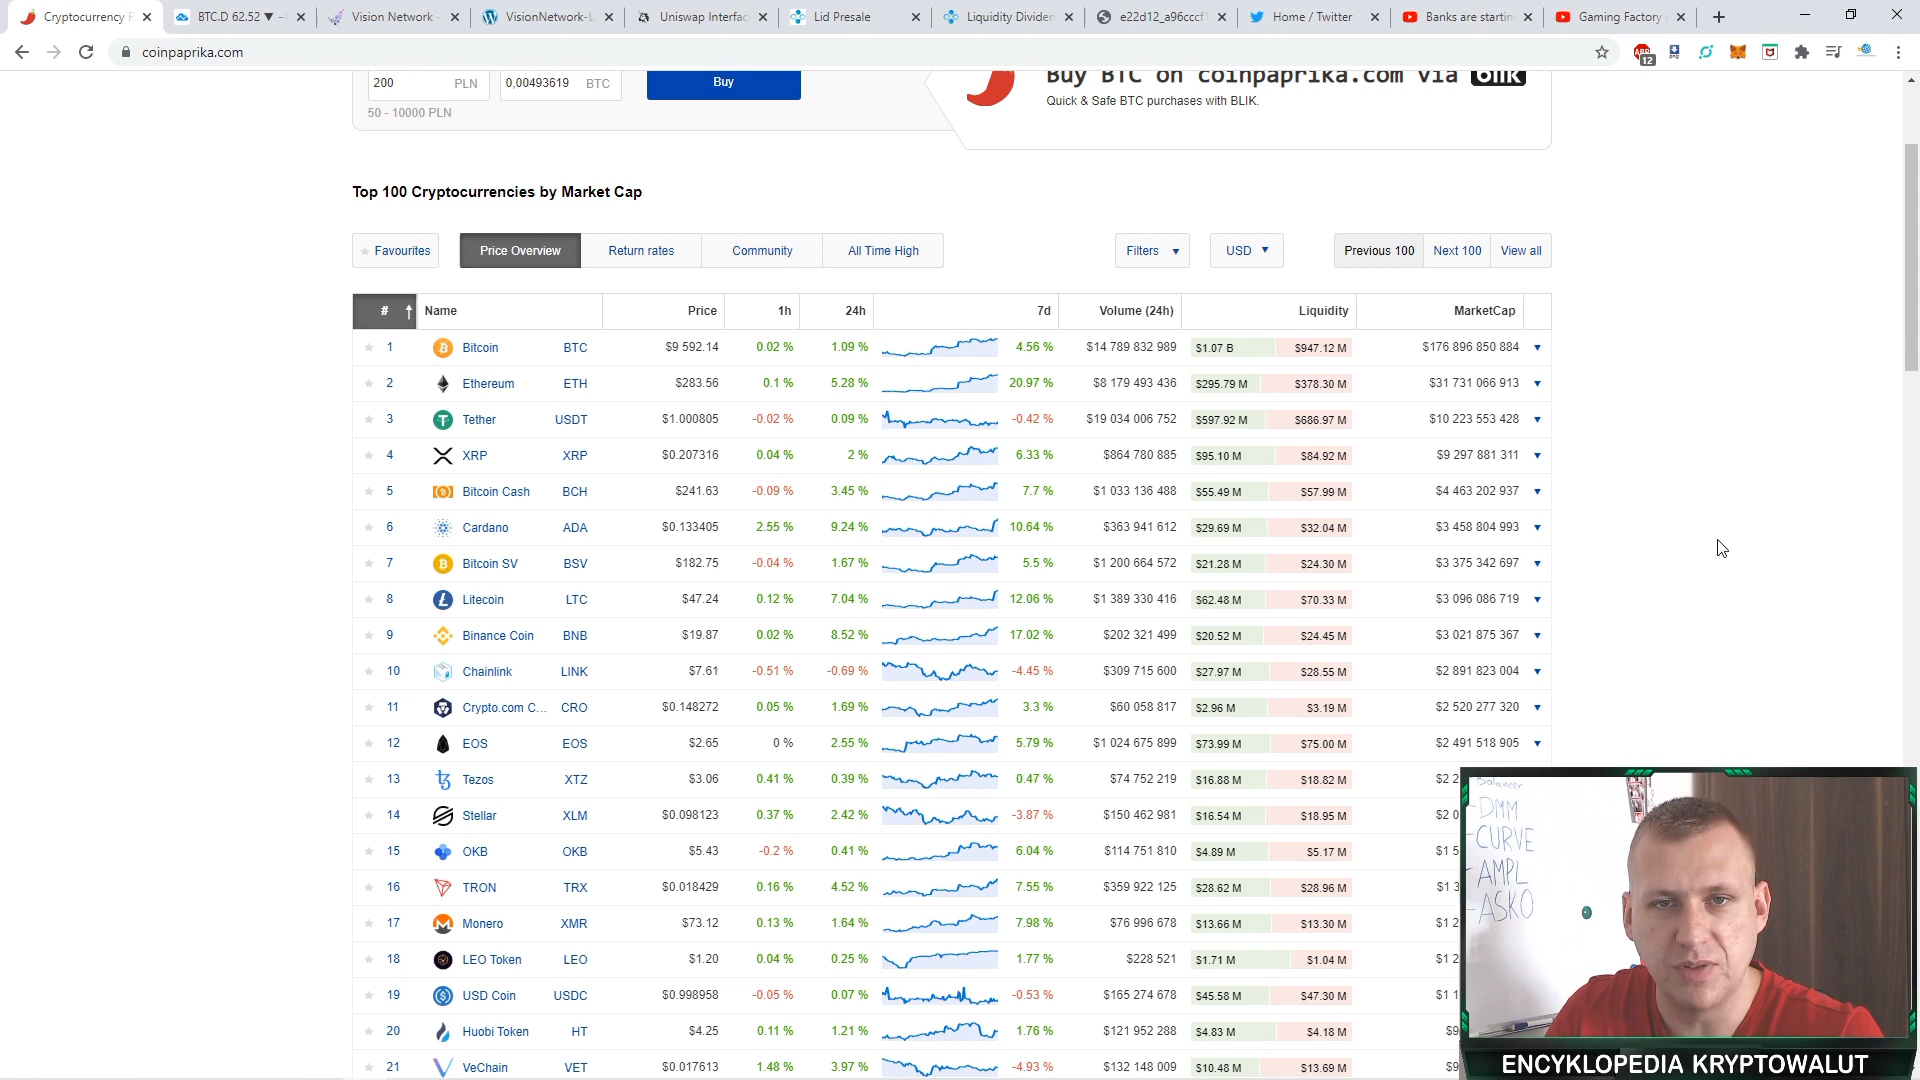 Cryptocurrency R
BTC.D 62.52 ▼ –
Vision Network -
VisionNetwork-L
Uniswap Interfac
Lid Presale
Liquidity Dividen
e22d12_a96cccf
Home / Twitter
Banks are startin
Gaming Factory
coinpaprika.com
12
200 PLN 0,00493619 BTC Buy
50 - 10000 PLN
Buy BTC on coinpaprika.com via blik
Quick & Safe BTC purchases with BLIK.
Top 100 Cryptocurrencies by Market Cap
Favourites Price Overview Return rates Community All Time High Filters ▼ USD ▼ Previous 100 Next 100 View all
# ↑ Name Price 1h 24h 7d Volume (24h) Liquidity MarketCap
1 Bitcoin BTC $9 592.14 0.02 % 1.09 % 4.56 % $14 789 832 989 $1.07 B $947.12 M $176 896 850 884
2 Ethereum ETH $283.56 0.1 % 5.28 % 20.97 % $8 179 493 436 $295.79 M $378.30 M $31 731 066 913
3 Tether USDT $1.000805 -0.02 % 0.09 % -0.42 % $19 034 006 752 $597.92 M $686.97 M $10 223 553 428
4 XRP XRP $0.207316 0.04 % 2 % 6.33 % $864 780 885 $95.10 M $84.92 M $9 297 881 311
5 Bitcoin Cash BCH $241.63 -0.09 % 3.45 % 7.7 % $1 033 136 488 $55.49 M $57.99 M $4 463 202 937
6 Cardano ADA $0.133405 2.55 % 9.24 % 10.64 % $363 941 612 $29.69 M $32.04 M $3 458 804 993
7 Bitcoin SV BSV $182.75 -0.04 % 1.67 % 5.5 % $1 200 664 572 $21.28 M $24.30 M $3 375 342 697
8 Litecoin LTC $47.24 0.12 % 7.04 % 12.06 % $1 389 330 416 $62.48 M $70.33 M $3 096 086 719
9 Binance Coin BNB $19.87 0.02 % 8.52 % 17.02 % $202 321 499 $20.52 M $24.45 M $3 021 875 367
10 Chainlink LINK $7.61 -0.51 % -0.69 % -4.45 % $309 715 600 $27.97 M $28.55 M $2 891 823 004
11 Crypto.com C... CRO $0.148272 0.05 % 1.69 % 3.3 % $60 058 817 $2.96 M $3.19 M $2 520 277 320
12 EOS EOS $2.65 0 % 2.55 % 5.79 % $1 024 675 899 $73.99 M $75.00 M $2 491 518 905
13 Tezos XTZ $3.06 0.41 % 0.39 % 0.47 % $74 752 219 $16.88 M $18.82 M $2 2
14 Stellar XLM $0.098123 0.37 % 2.42 % -3.87 % $150 462 981 $16.54 M $18.95 M $2 0
15 OKB OKB $5.43 -0.2 % 0.41 % 6.04 % $114 751 810 $4.89 M $5.17 M $1 5
16 TRON TRX $0.018429 0.16 % 4.52 % 7.55 % $359 922 125 $28.62 M $28.96 M $1 3
17 Monero XMR $73.12 0.13 % 1.64 % 7.98 % $76 996 678 $13.66 M $13.30 M $1 2
18 LEO Token LEO $1.20 0.04 % 0.25 % 1.77 % $228 521 $1.71 M $1.04 M $1 2
19 USD Coin USDC $0.998958 -0.05 % 0.07 % -0.53 % $165 274 678 $45.58 M $47.30 M $1 1
20 Huobi Token HT $4.25 0.11 % 1.21 % 1.76 % $121 952 288 $4.83 M $4.18 M $9
21 VeChain VET $0.017613 1.48 % 3.97 % -4.93 % $132 148 009 $10.48 M $13.69 M $9
Balancer
- DMM
- CURVE
- AMPL
- ASKO
ENCYKLOPEDIA KRYPTOWALUT